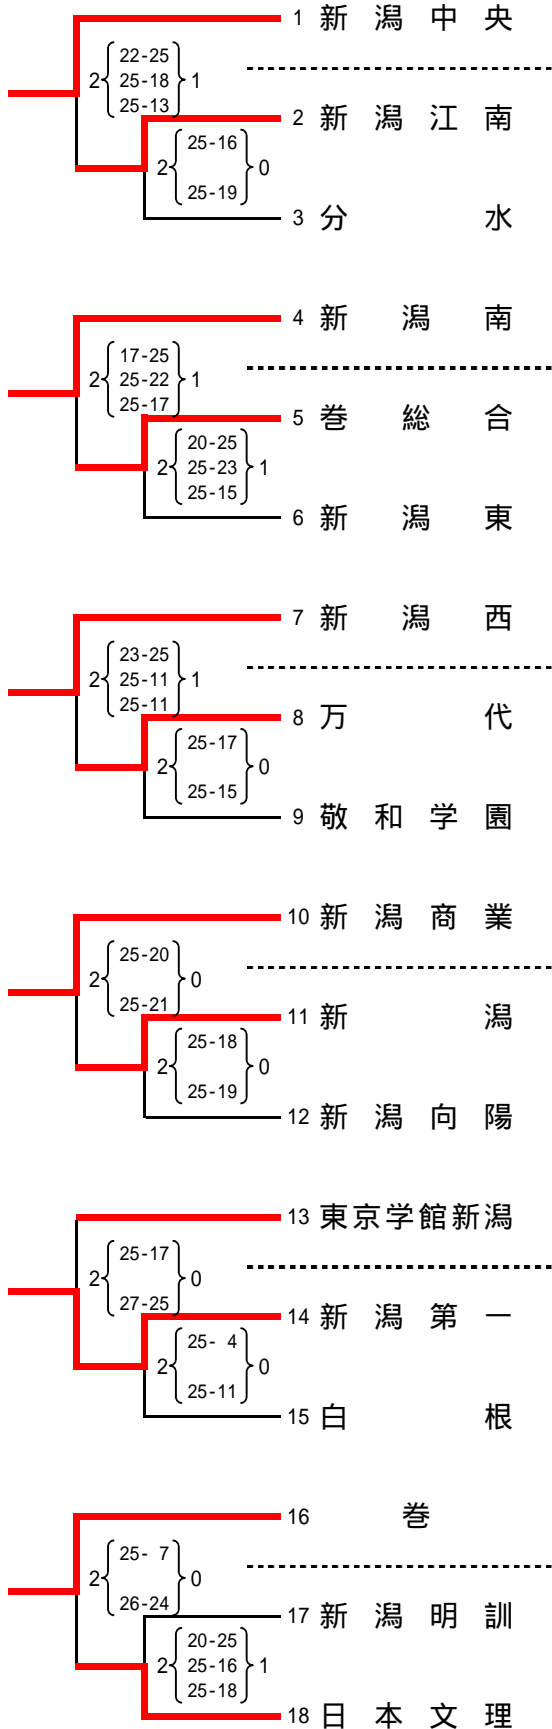 1 新潟中央
22-25
2 25-18 1
25-13
2 新潟江南
25-16
2 0
25-19
3 分水
4 新潟南
17-25
2 25-22 1
25-17
5 巻総合
20-25
2 25-23 1
25-15
6 新潟東
7 新潟西
23-25
2 25-11 1
25-11
8 万代
25-17
2 0
25-15
9 敬和学園
10 新潟商業
25-20
2 0
25-21
11 新潟
25-18
2 0
25-19
12 新潟向陽
13 東京学館新潟
25-17
2 0
27-25
14 新潟第一
25- 4
2 0
25-11
15 白根
16 巻
25- 7
2 0
26-24
17 新潟明訓
20-25
2 25-16 1
25-18
18 日本文理